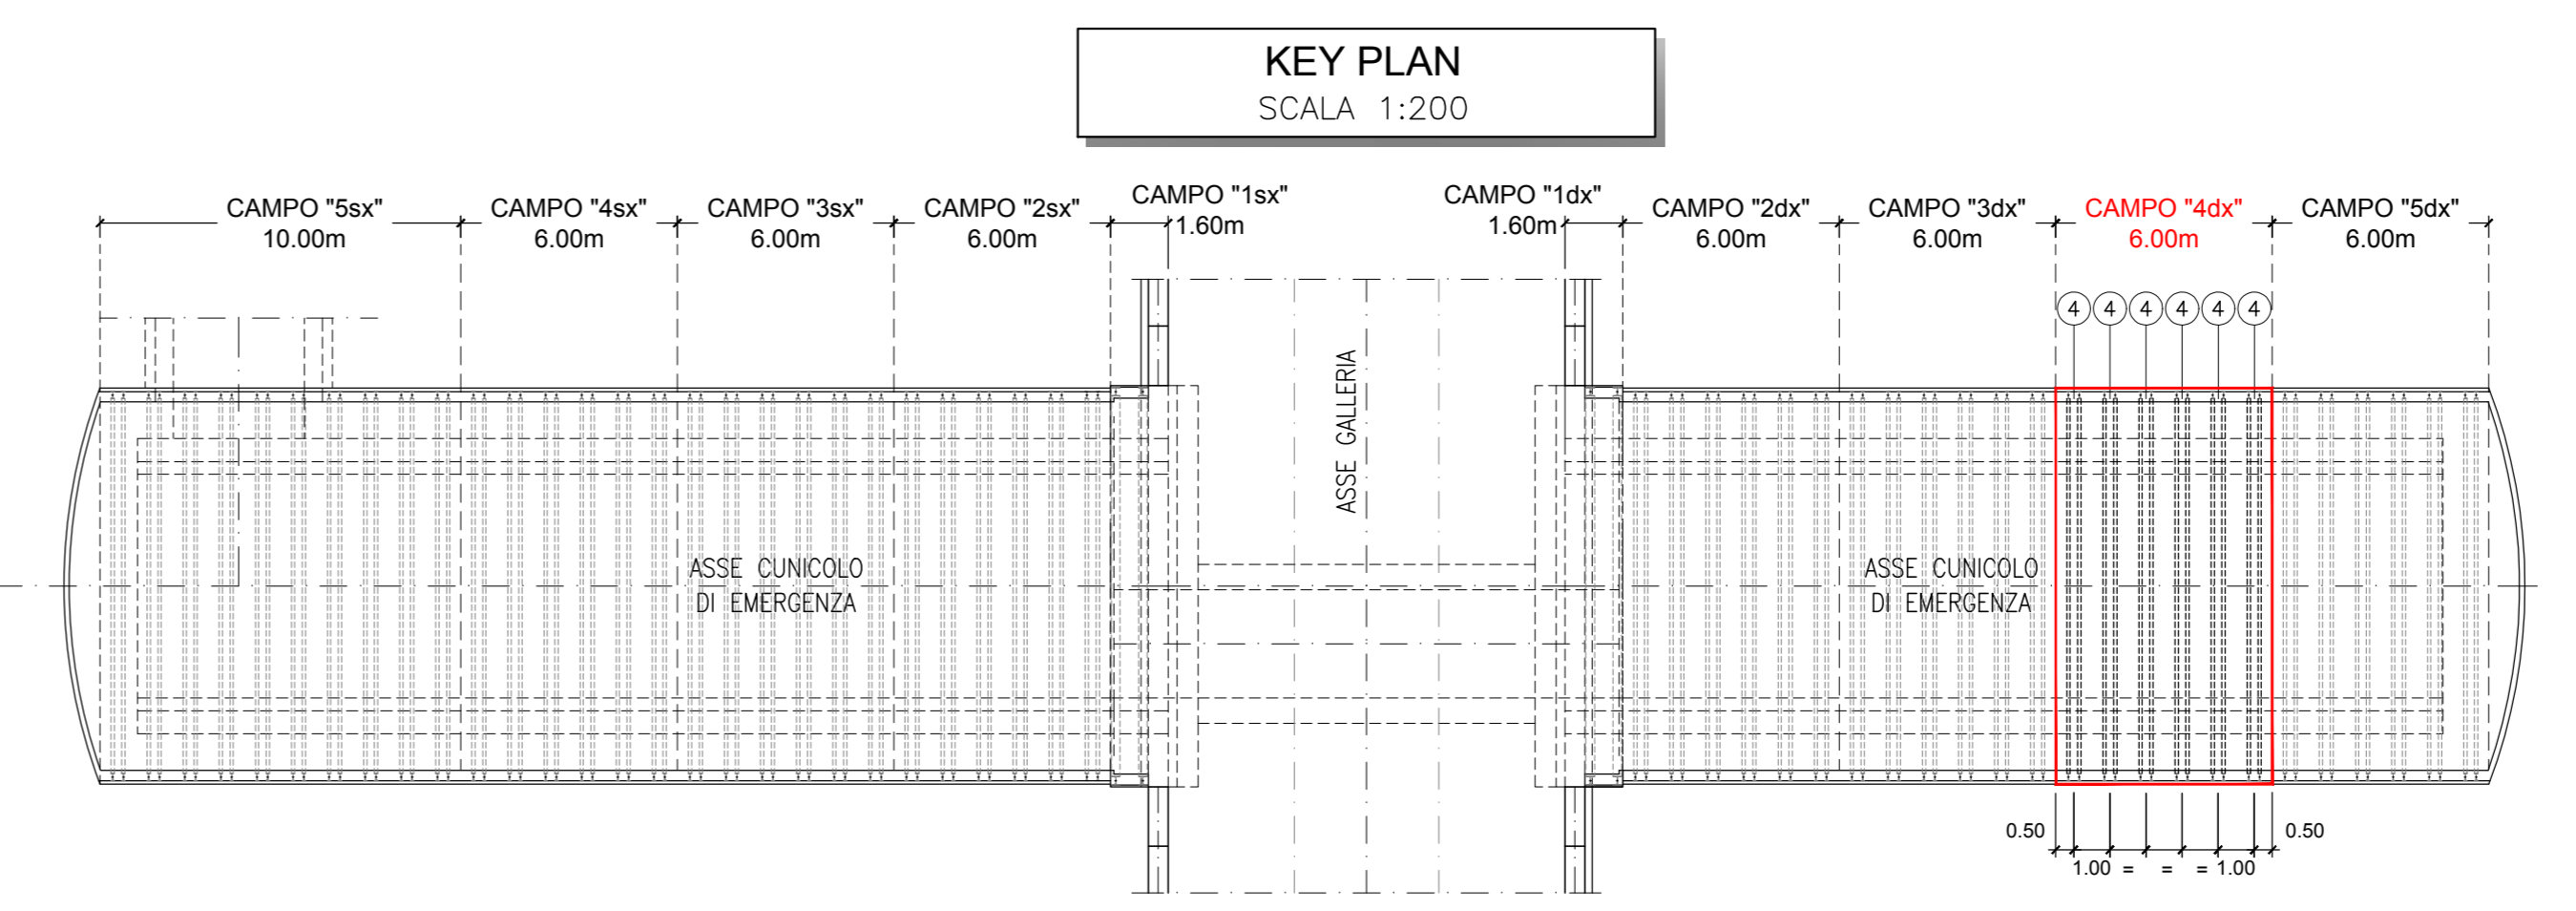 KEY PLAN
SCALA 1:200
CAMPO "5sx"
10.00m
CAMPO "4sx"
6.00m
CAMPO "3sx"
6.00m
CAMPO "2sx"
6.00m
CAMPO "1sx"
1.60m
CAMPO "1dx"
1.60m
CAMPO "2dx"
6.00m
CAMPO "3dx"
6.00m
CAMPO "4dx"
6.00m
CAMPO "5dx"
6.00m
4 4 4 4 4 4
ASSE GALLERIA
ASSE CUNICOLO
DI EMERGENZA
ASSE CUNICOLO
DI EMERGENZA
0.50 0.50
1.00 = = = 1.00